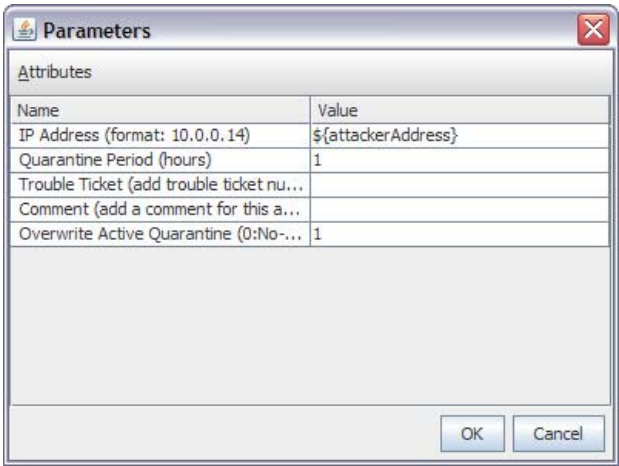 Parameters
Attributes
Name Value
IP Address (format: 10.0.0.14) ${attackerAddress}
Quarantine Period (hours) 1
Trouble Ticket (add trouble ticket nu...
Comment (add a comment for this a...
Overwrite Active Quarantine (0:No-... 1
OK Cancel